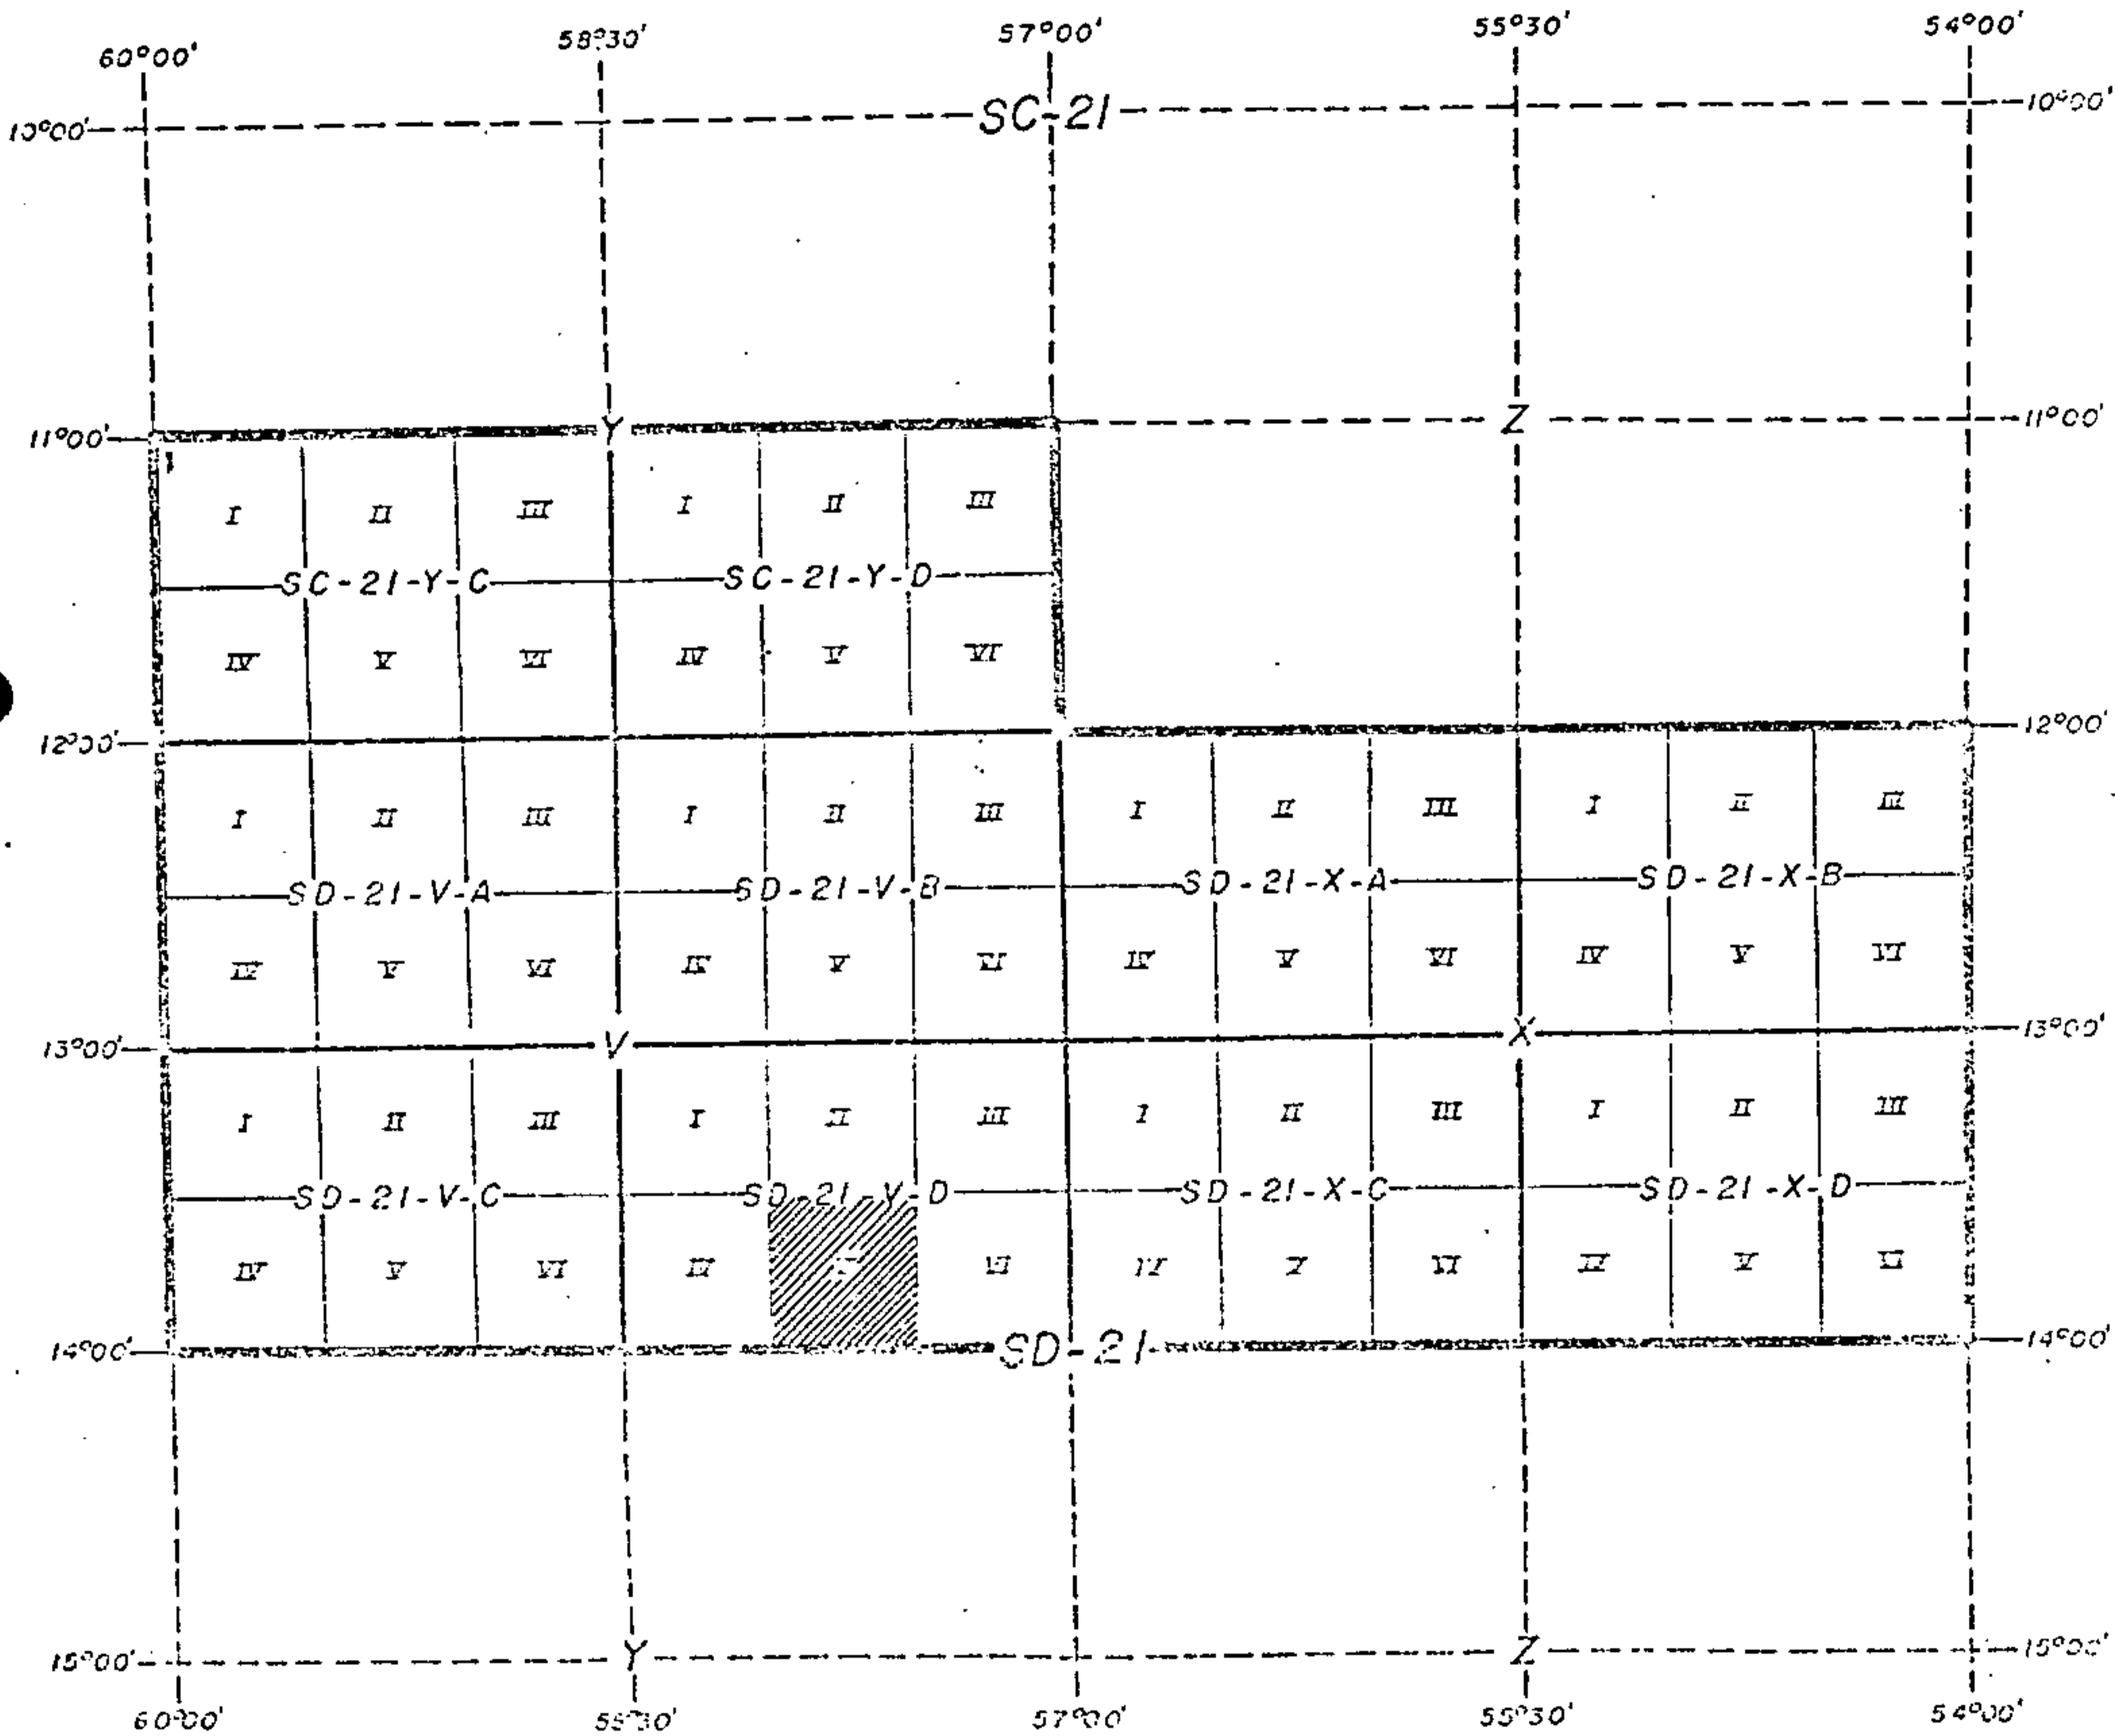 60°00' 58°30' 57°00' 55°30' 54°00'
10°00' SC-21 10°00'
11°00' Y Z 11°00'
I II III I II III
SC-21-Y-C SC-21-Y-D
IV V VI IV V VI
12°00' 12°00'
I II III I II III I II III I II III
SD-21-V-A SD-21-V-B SD-21-X-A SD-21-X-B
IV V VI IV V VI IV V VI IV V VI
13°00' V X 13°00'
I II III I II III I II III I II III
SD-21-V-C SD-21-V-D SD-21-X-C SD-21-X-D
IV V VI VI IV V VI IV V VI
14°00' SD-21 14°00'
15°00' Y Z 15°00'
60°00' 57°00' 55°30' 54°00'